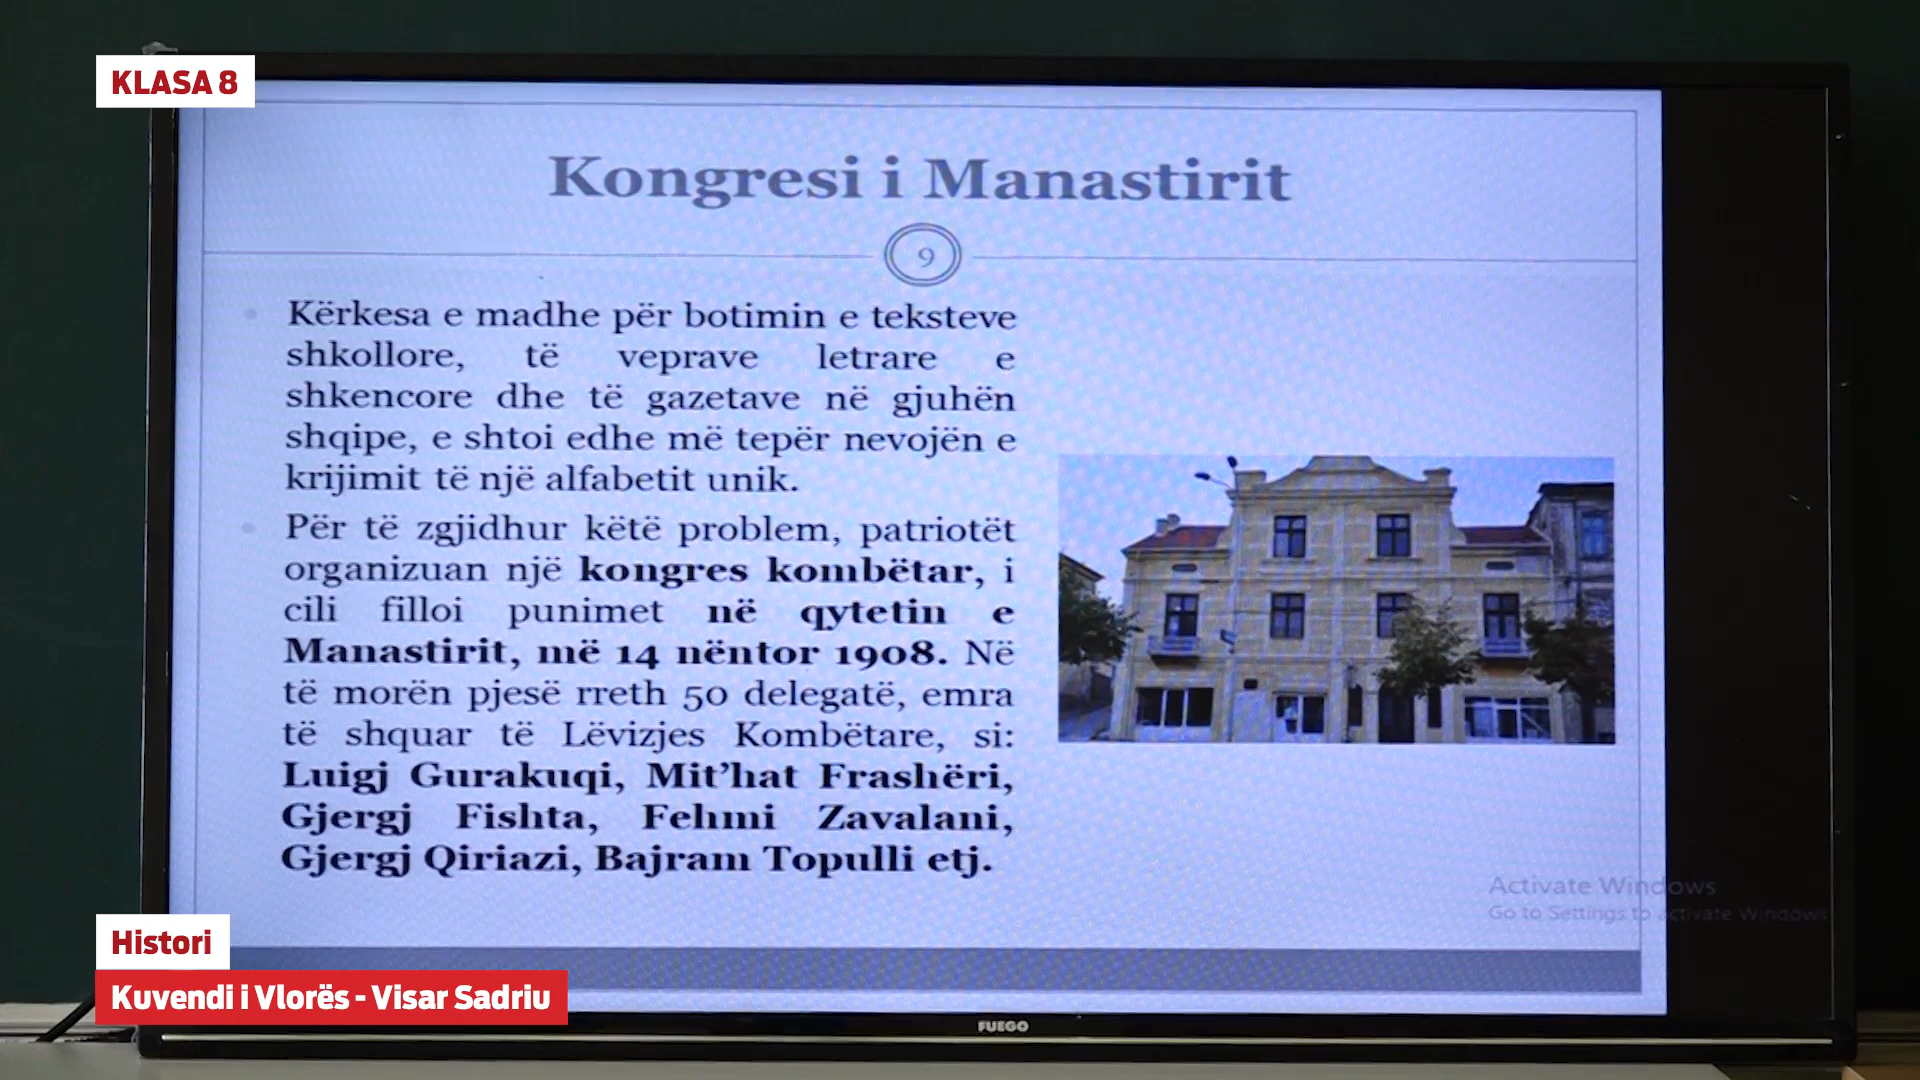 KLASA 8
Kongresi i Manastirit
9
Kërkesa e madhe për botimin e teksteve
shkollore, të veprave letrare e
shkencore dhe të gazetave në gjuhën
shqipe, e shtoi edhe më tepër nevojën e
krijimit të një alfabetit unik.
Për të zgjidhur këtë problem, patriotët
organizuan një kongres kombëtar, i
cili filloi punimet në qytetin e
Manastirit, më 14 nëntor 1908. Në
të morën pjesë rreth 50 delegatë, emra
të shquar të Lëvizjes Kombëtare, si:
Luigj Gurakuqi, Mit'hat Frashëri,
Gjergj Fishta, Fehmi Zavalani,
Gjergj Qiriazi, Bajram Topulli etj.
Activate Windows
Go to Settings to activate Windows
Histori
Kuvendi i Vlorës - Visar Sadriu
FUEGO